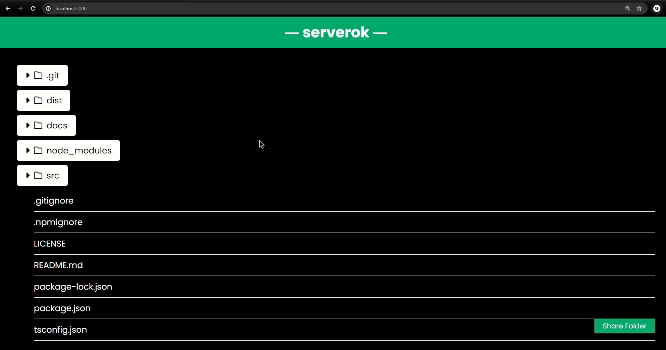 — serverok —
.git
dist
docs
node_modules
src
.gitignore
.npmignore
LICENSE
README.md
package-lock.json
package.json
tsconfig.json
Share Folder